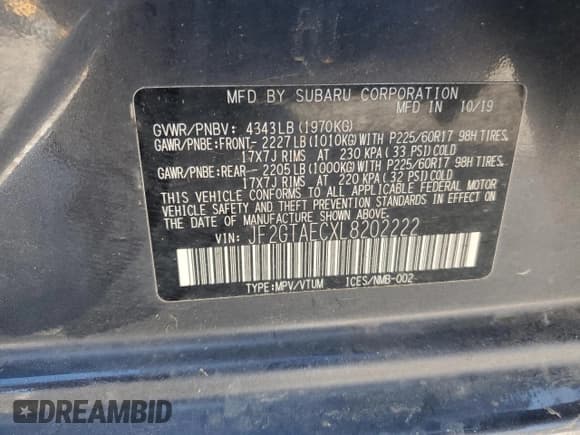 MFD BY SUBARU CORPORATION
MFD IN 10/19
GVWR/PNBV: 4343LB(1970KG)
GAWR/PNBE:FRONT-2227LB(1010KG)WITH P225/60R17 98H TIRES,
17X7J RIMS AT 230 KPA(33 PSI)COLD
GAWR/PNBE:REAR-2205LB(1000KG)WITH P225/60R17 98H TIRES,
17X7J RIMS AT 220 KPA(32 PSI)COLD
THIS VEHICLE CONFORMS TO ALL APPLICABLE FEDERAL MOTOR
VEHICLE SAFETY AND BUMPER STANDARDS IN EFFECT ON
THE DATE OF MANUFACTURE SHOWN ABOVE.
VIN: JF2GTAECXL8202222
TYPE:MPV/VTUM ICES/NMB-002
DREAMBID